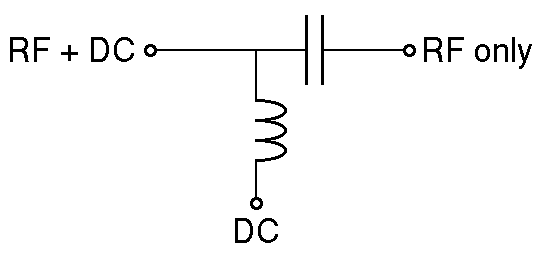 RF + DC
RF only
DC